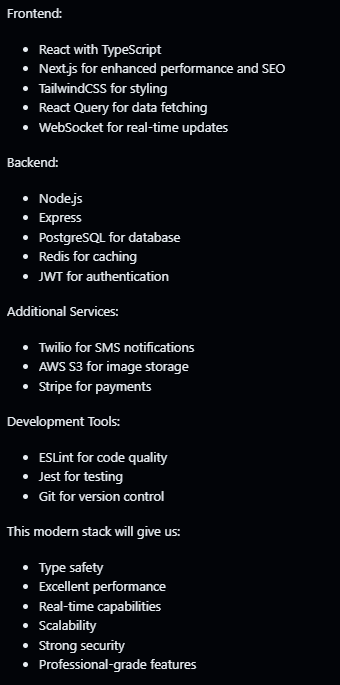 Frontend:
• React with TypeScript
• Next.js for enhanced performance and SEO
• TailwindCSS for styling
• React Query for data fetching
• WebSocket for real-time updates
Backend:
• Node.js
• Express
• PostgreSQL for database
• Redis for caching
• JWT for authentication
Additional Services:
• Twilio for SMS notifications
• AWS S3 for image storage
• Stripe for payments
Development Tools:
• ESLint for code quality
• Jest for testing
• Git for version control
This modern stack will give us:
• Type safety
• Excellent performance
• Real-time capabilities
• Scalability
• Strong security
• Professional-grade features